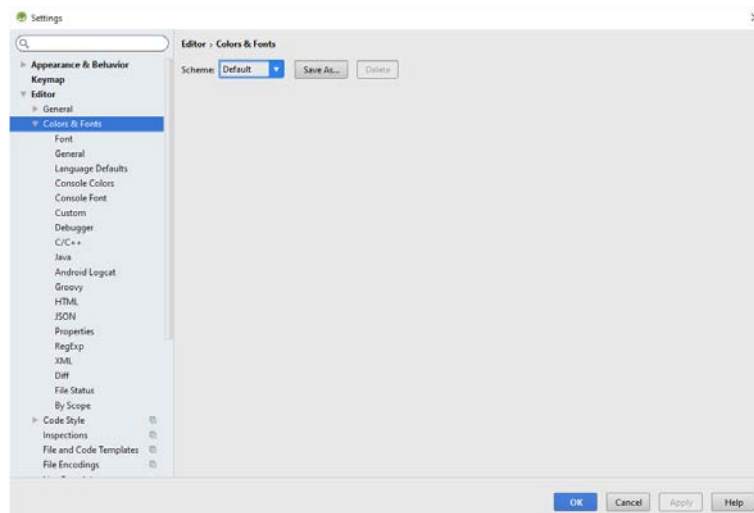 Settings
Appearance & Behavior
Keymap
Editor
General
Colors & Fonts
Font
General
Language Defaults
Console Colors
Console Font
Custom
Debugger
C/C++
Java
Android Logcat
Groovy
HTML
JSON
Properties
RegExp
XML
Diff
File Status
By Scope
Code Style
Inspections
File and Code Templates
File Encodings
Editor › Colors & Fonts
Scheme: Default Save As... Delete
OK Cancel Apply Help